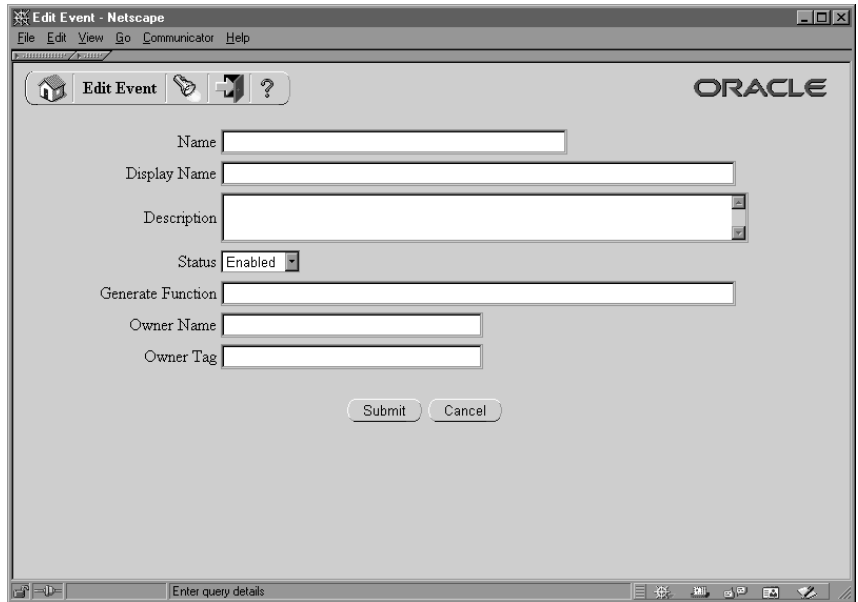 Edit Event - Netscape
File Edit View Go Communicator Help
Edit Event ?
ORACLE
Name
Display Name
Description
Status Enabled
Generate Function
Owner Name
Owner Tag
Submit Cancel
Enter query details